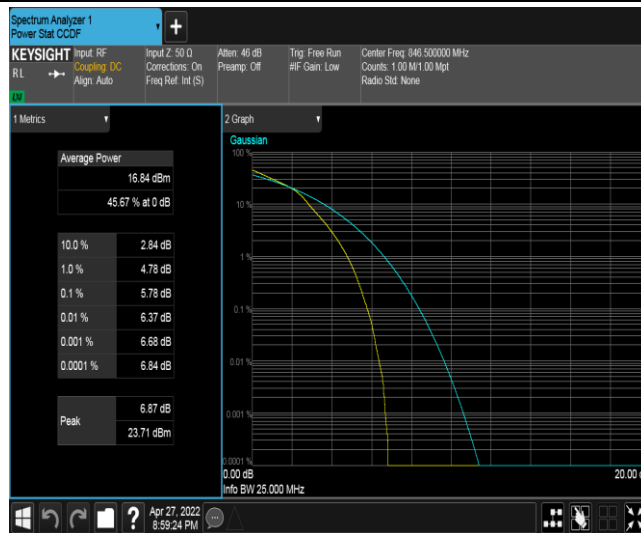 Spectrum Analyzer 1
Power Stat CCDF
+
KEYSIGHT
RL
LXI
Input: RF
Coupling: DC
Align: Auto
Input Z: 50 Ω
Corrections: On
Freq Ref: Int (S)
Atten: 46 dB
Preamp: Off
Trig: Free Run
#IF Gain: Low
Center Freq: 846.500000 MHz
Counts: 1.00 M/1.00 Mpt
Radio Std: None
1 Metrics
Average Power
16.84 dBm
45.67 % at 0 dB
10.0 % 2.84 dB
1.0 % 4.78 dB
0.1 % 5.78 dB
0.01 % 6.37 dB
0.001 % 6.68 dB
0.0001 % 6.84 dB
Peak
6.87 dB
23.71 dBm
2 Graph
Gaussian
100 %
10 %
1 %
0.1 %
0.01 %
0.001 %
0.0001 %
0.00 dB
20.00
Info BW 25.000 MHz
?
Apr 27, 2022
8:59:24 PM